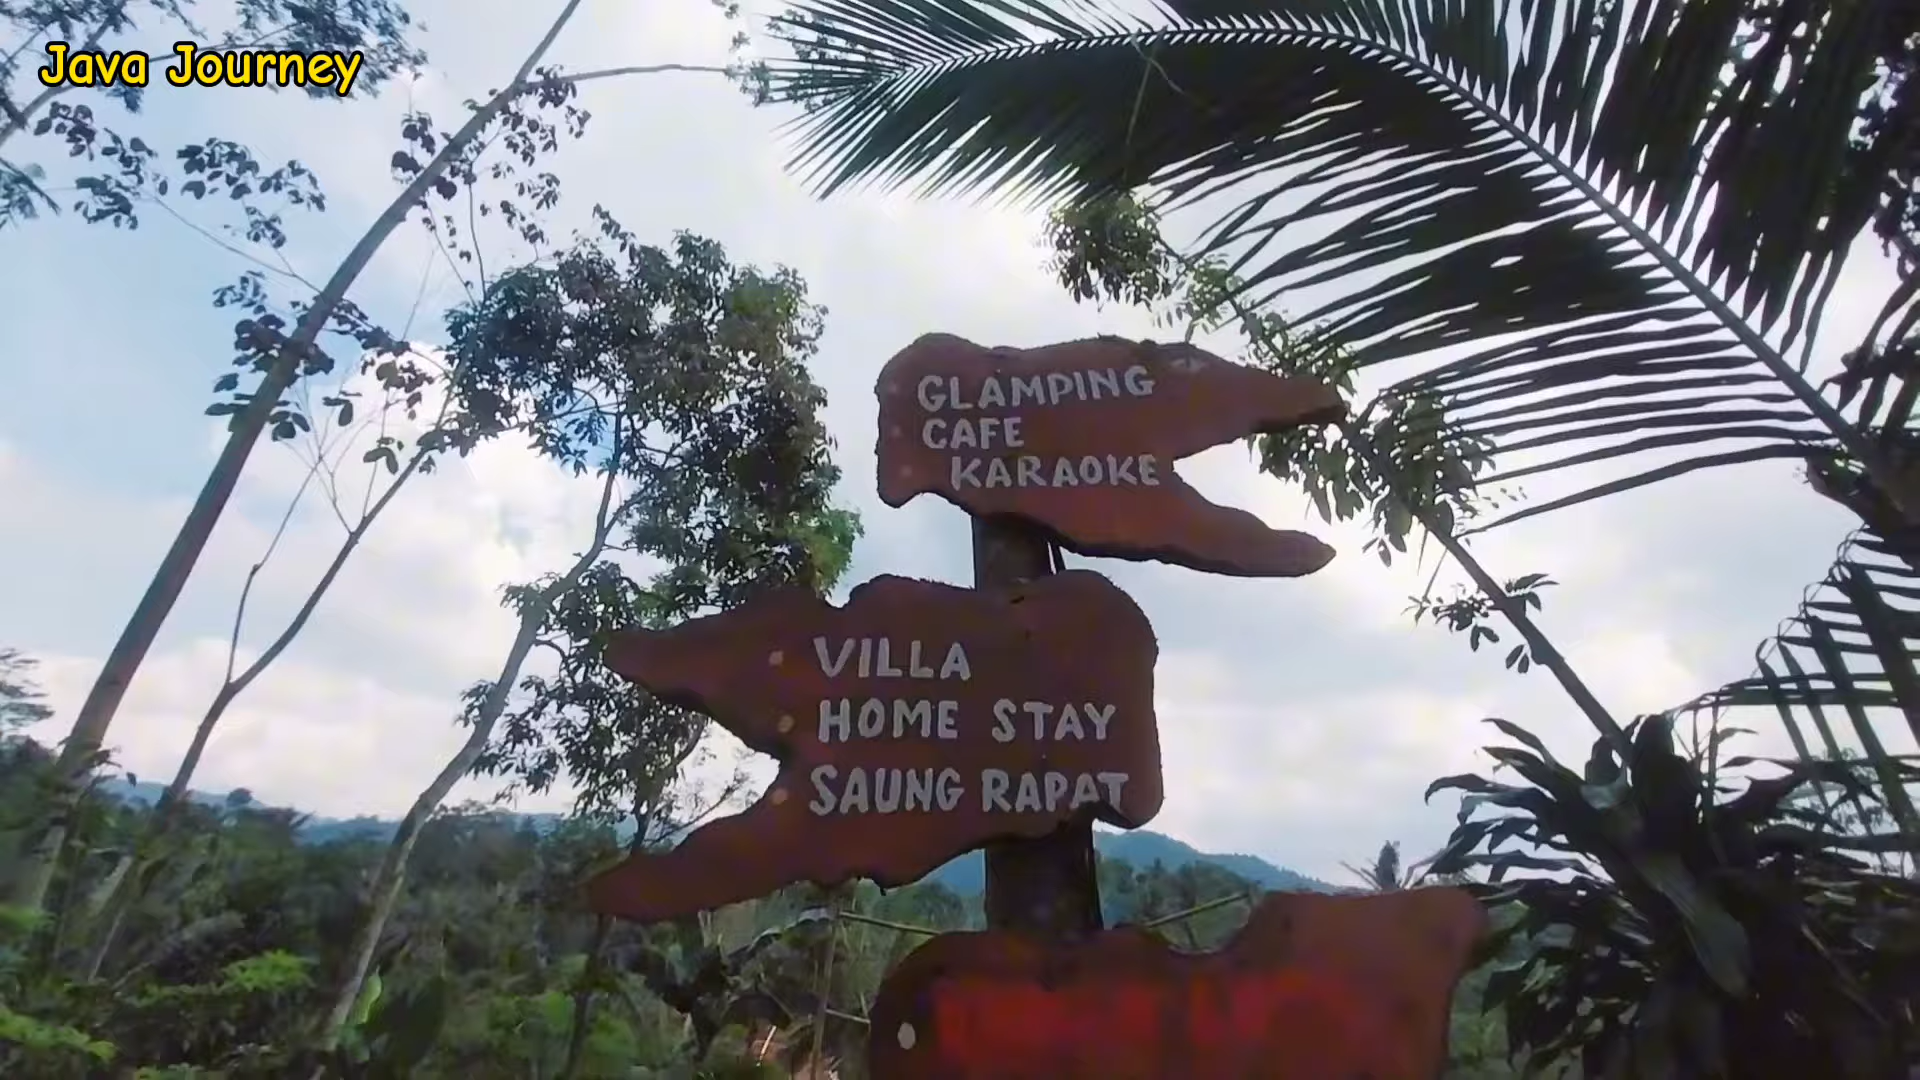 Java Journey
GLAMPING
CAFE
KARAOKE
VILLA
HOME STAY
SAUNG RAPAT